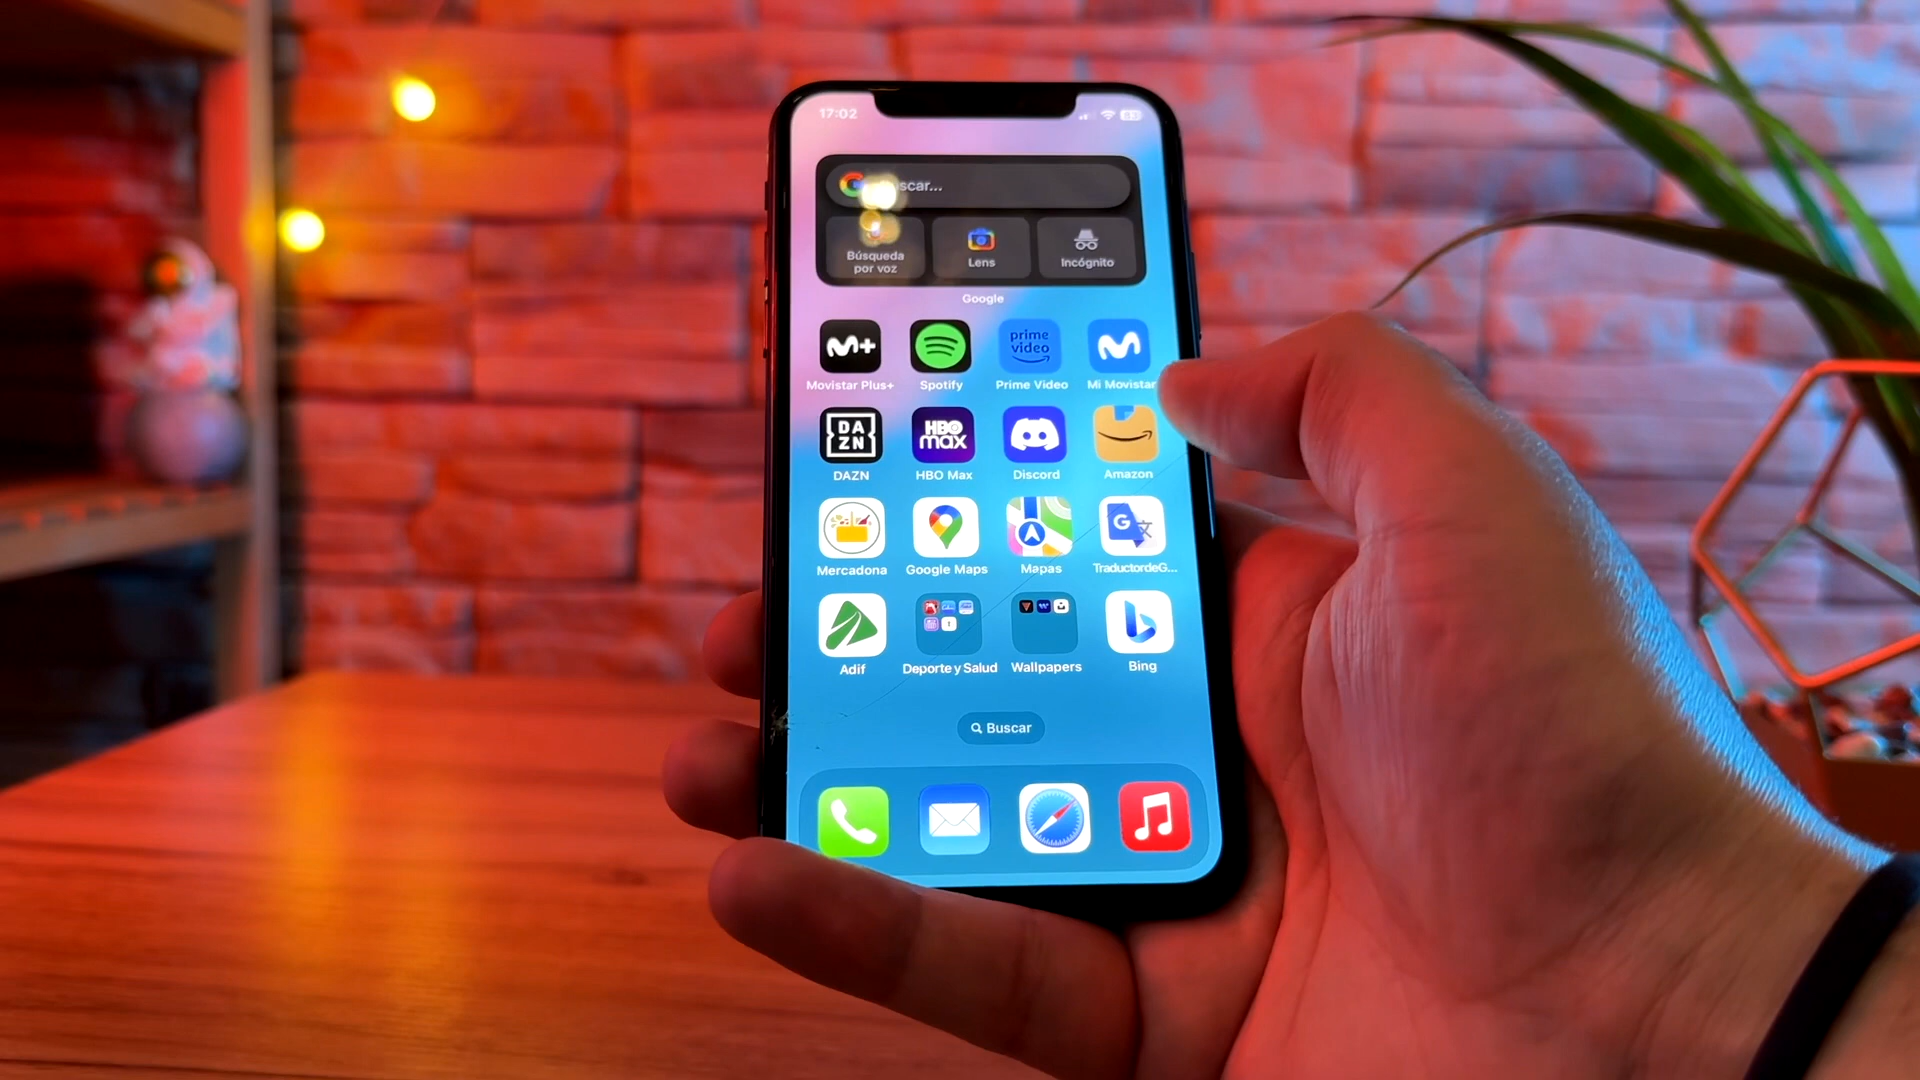 17:02
83
Búsqueda
por voz
Lens
Incógnito
Google
M+
prime
video
Movistar Plus+
Spotify
Prime Video
Mi Movistar
DA
ZN
HBO
max
DAZN
HBO Max
Discord
Amazon
G
Mercadona
Google Maps
Mapas
TraductordeG...
Adif
Deporte y Salud
Wallpapers
Bing
Buscar